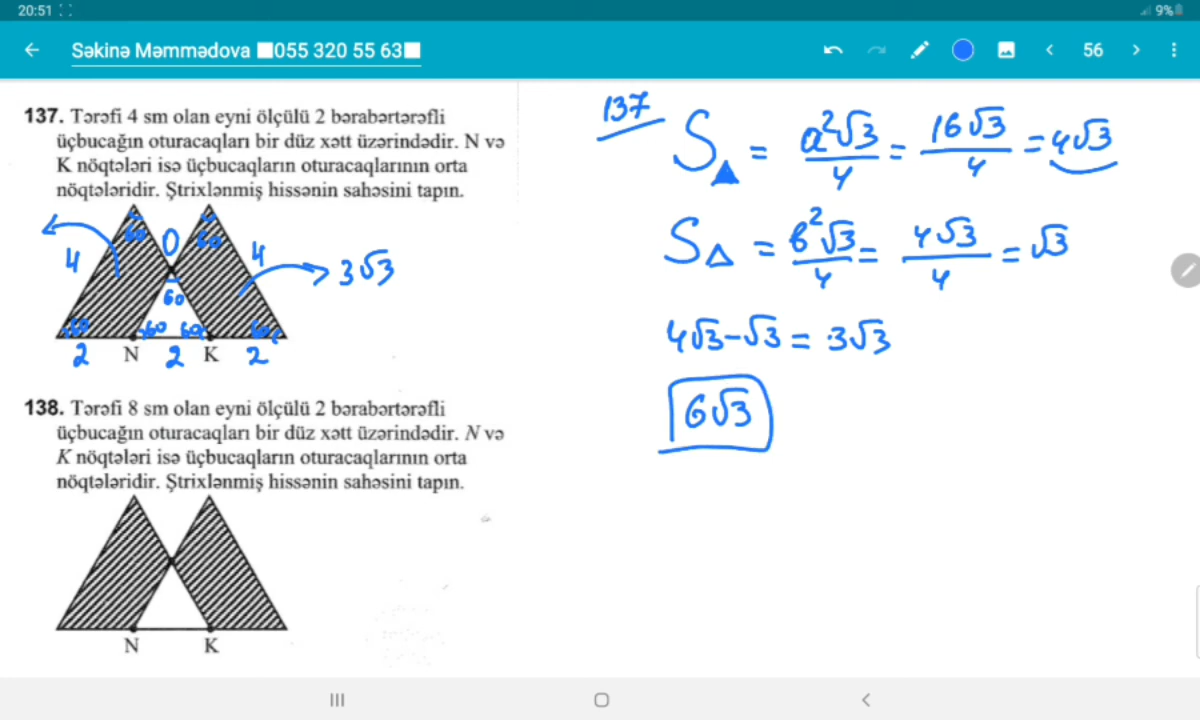 20:51
9%
Səkinə Məmmədova 055 320 55 63
56
137. Tərəfi 4 sm olan eyni ölçülü 2 bərabərtərəfli
üçbucağın oturacaqları bir düz xətt üzərindədir. N və
K nöqtələri isə üçbucaqların oturacaqlarının orta
nöqtələridir. Ştrixlənmiş hissənin sahəsini tapın.
60 O 60
4 4
3√3
60
60 60 60 60
2 N 2 K 2
138. Tərəfi 8 sm olan eyni ölçülü 2 bərabərtərəfli
üçbucağın oturacaqları bir düz xətt üzərindədir. N və
K nöqtələri isə üçbucaqların oturacaqlarının orta
nöqtələridir. Ştrixlənmiş hissənin sahəsini tapın.
N K
137
S▲ = a²√3/4 = 16√3/4 = 4√3
S△ = в²√3/4 = 4√3/4 = √3
4√3-√3 = 3√3
6√3